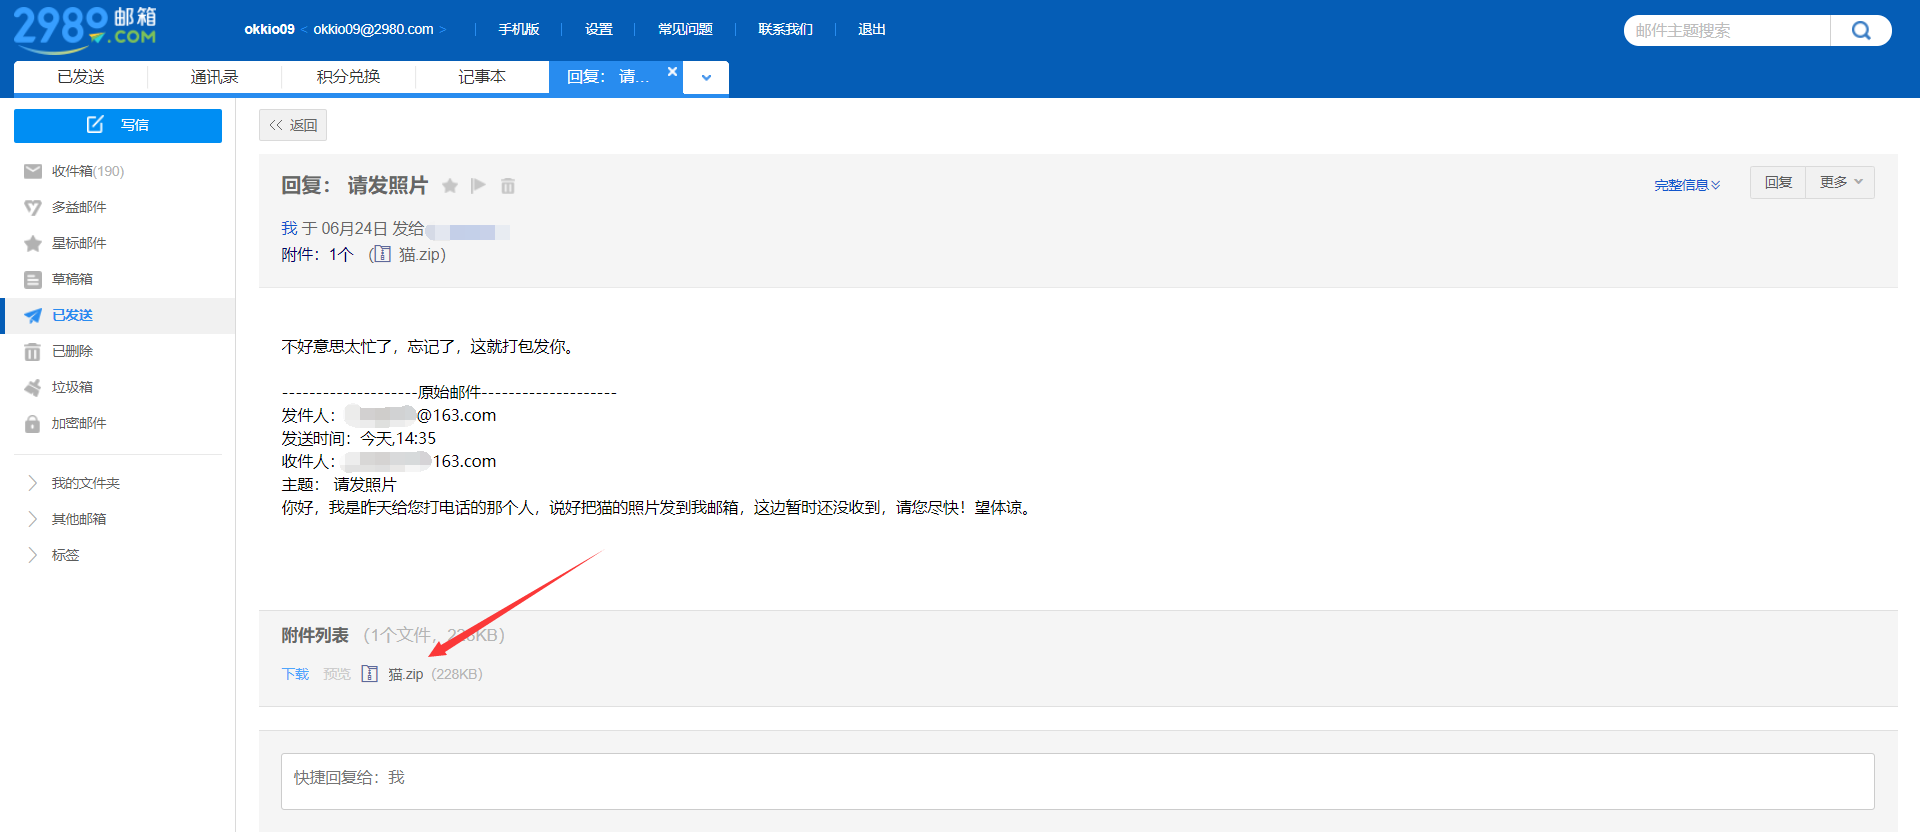 2980邮箱.COM
okkio09 < okkio09@2980.com > 手机版 设置 常见问题 联系我们 退出
邮件主题搜索
已发送 通讯录 积分兑换 记事本 回复： 请...
写信
收件箱(190)
多益邮件
星标邮件
草稿箱
已发送
已删除
垃圾箱
加密邮件
我的文件夹
其他邮箱
标签
返回
回复： 请发照片
完整信息
回复 更多
我 于 06月24日 发给
附件：1个 (猫.zip)
不好意思太忙了，忘记了，这就打包发你。
--------------------原始邮件--------------------
发件人： @163.com
发送时间：今天,14:35
收件人： 163.com
主题： 请发照片
你好，我是昨天给您打电话的那个人，说好把猫的照片发到我邮箱，这边暂时还没收到，请您尽快！望体谅。
附件列表 (1个文件，228KB)
下载 预览 猫.zip (228KB)
快捷回复给：我